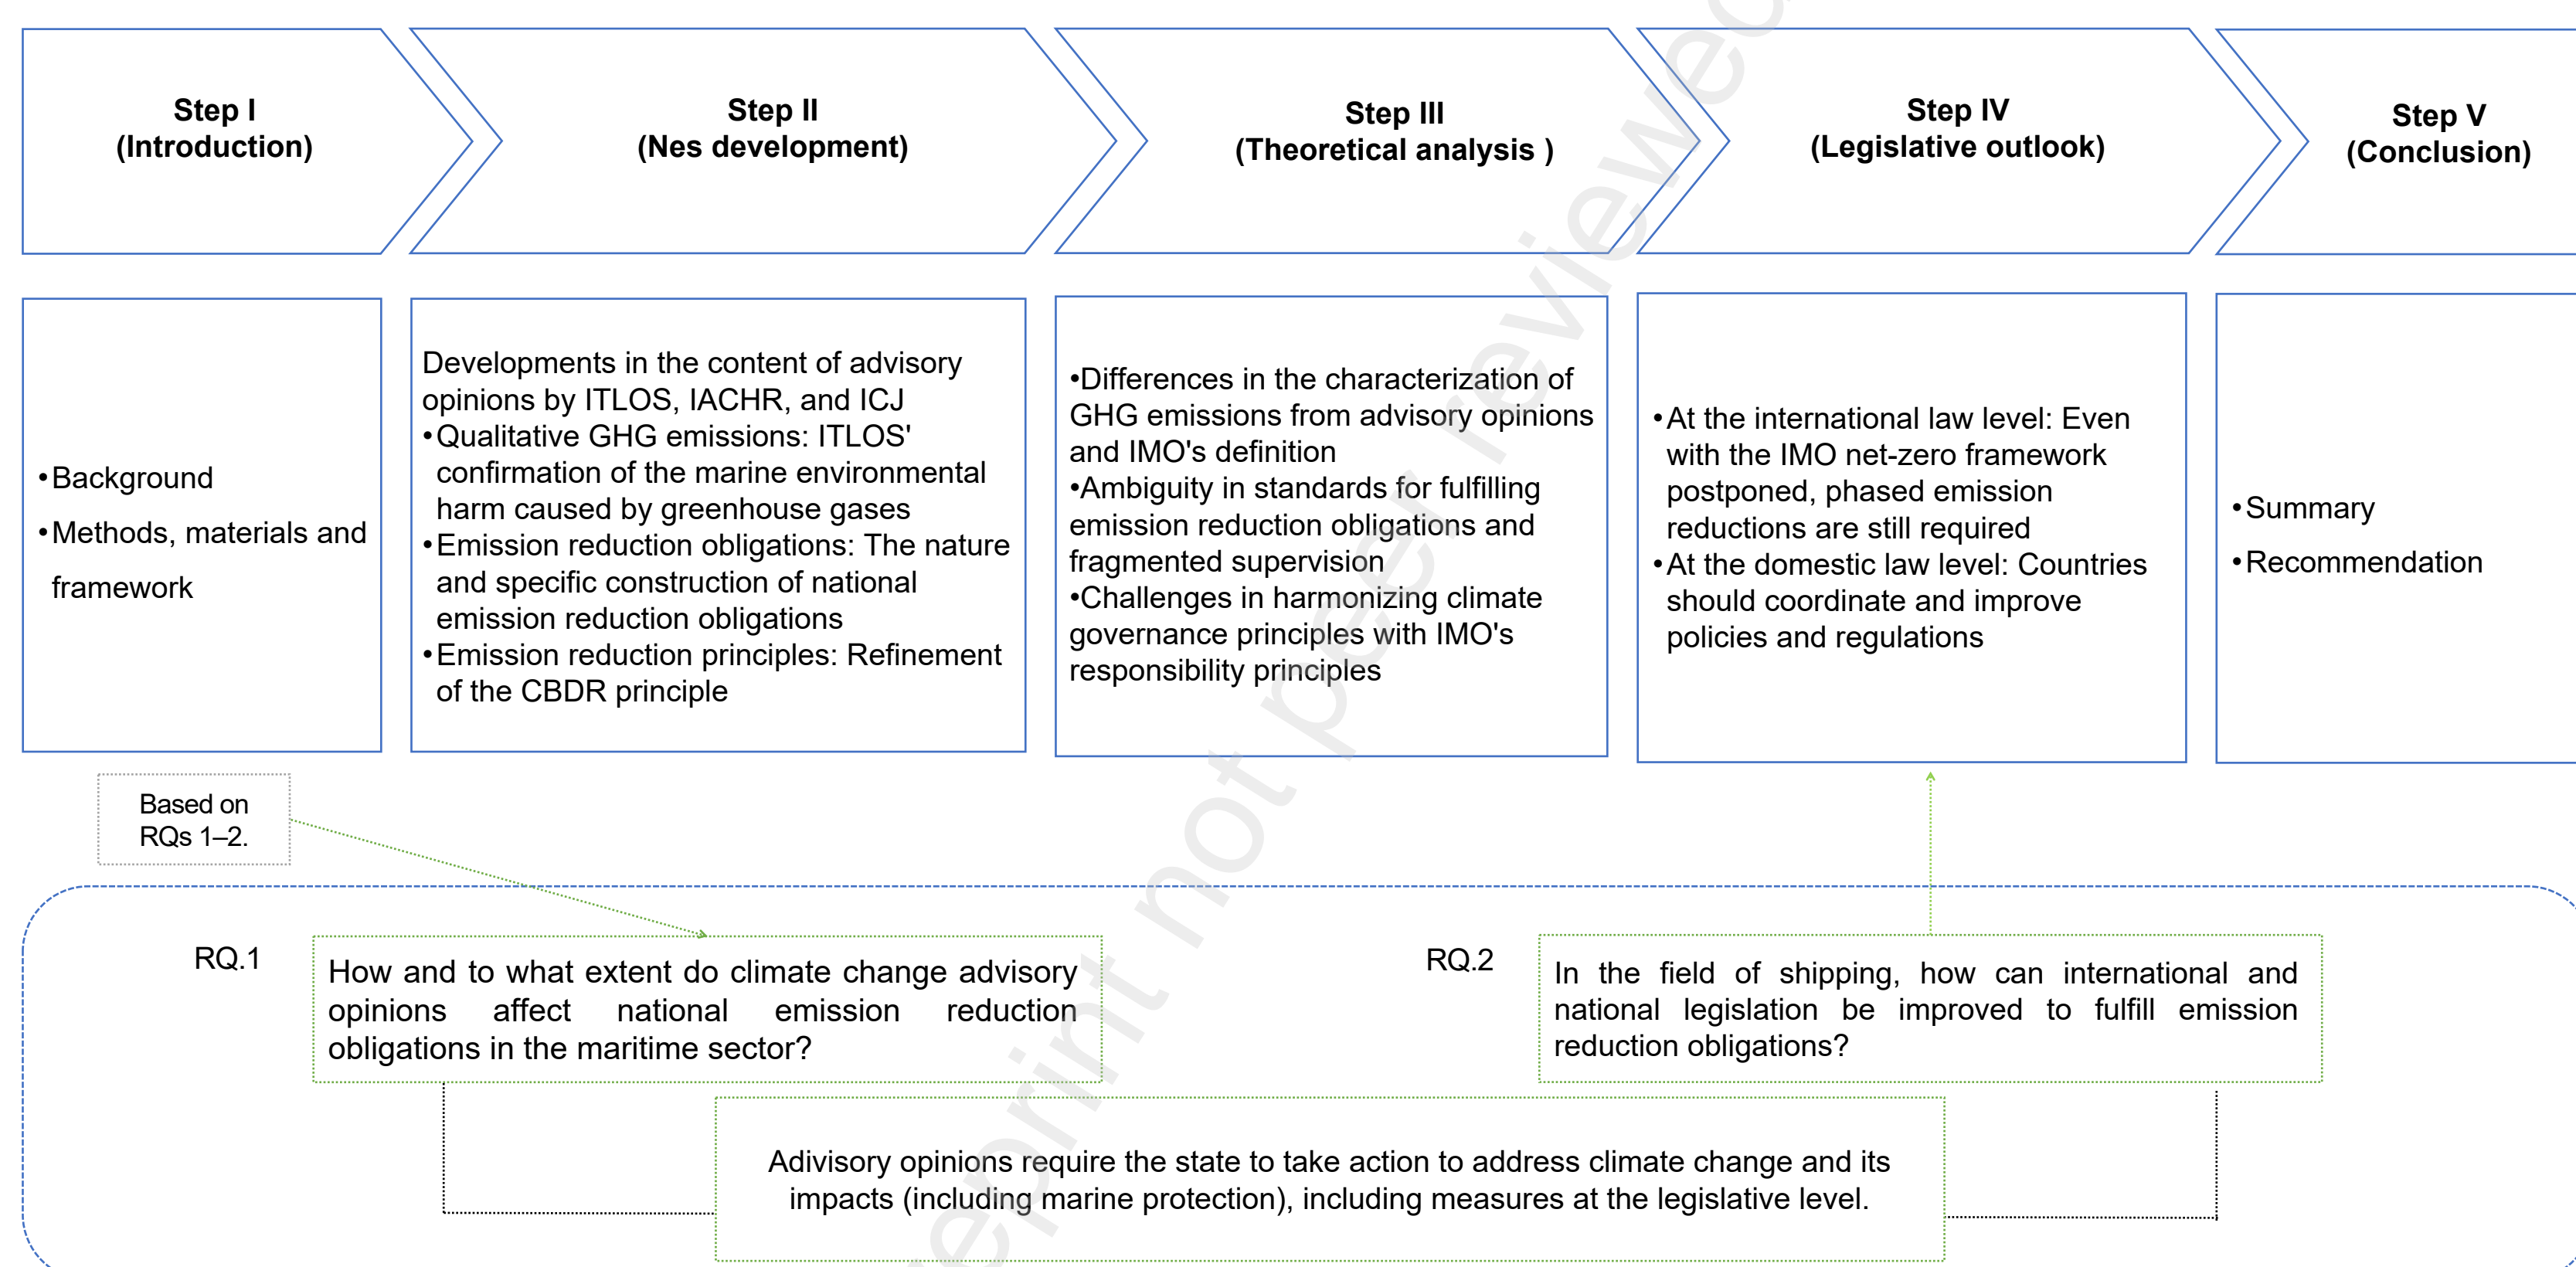 Step I
(Introduction)
Step II
(Nes development)
Step III
(Theoretical analysis )
Step IV
(Legislative outlook)
Step V
(Conclusion)
•Background
•Methods, materials and
framework
Developments in the content of advisory
opinions by ITLOS, IACHR, and ICJ
•Qualitative GHG emissions: ITLOS'
confirmation of the marine environmental
harm caused by greenhouse gases
•Emission reduction obligations: The nature
and specific construction of national
emission reduction obligations
•Emission reduction principles: Refinement
of the CBDR principle
•Differences in the characterization of
GHG emissions from advisory opinions
and IMO's definition
•Ambiguity in standards for fulfilling
emission reduction obligations and
fragmented supervision
•Challenges in harmonizing climate
governance principles with IMO's
responsibility principles
•At the international law level: Even
with the IMO net-zero framework
postponed, phased emission
reductions are still required
•At the domestic law level: Countries
should coordinate and improve
policies and regulations
•Summary
•Recommendation
Based on
RQs 1–2.
RQ.1
How and to what extent do climate change advisory
opinions affect national emission reduction
obligations in the maritime sector?
RQ.2
In the field of shipping, how can international and
national legislation be improved to fulfill emission
reduction obligations?
Adivisory opinions require the state to take action to address climate change and its
impacts (including marine protection), including measures at the legislative level.
eprint not peer reviewed